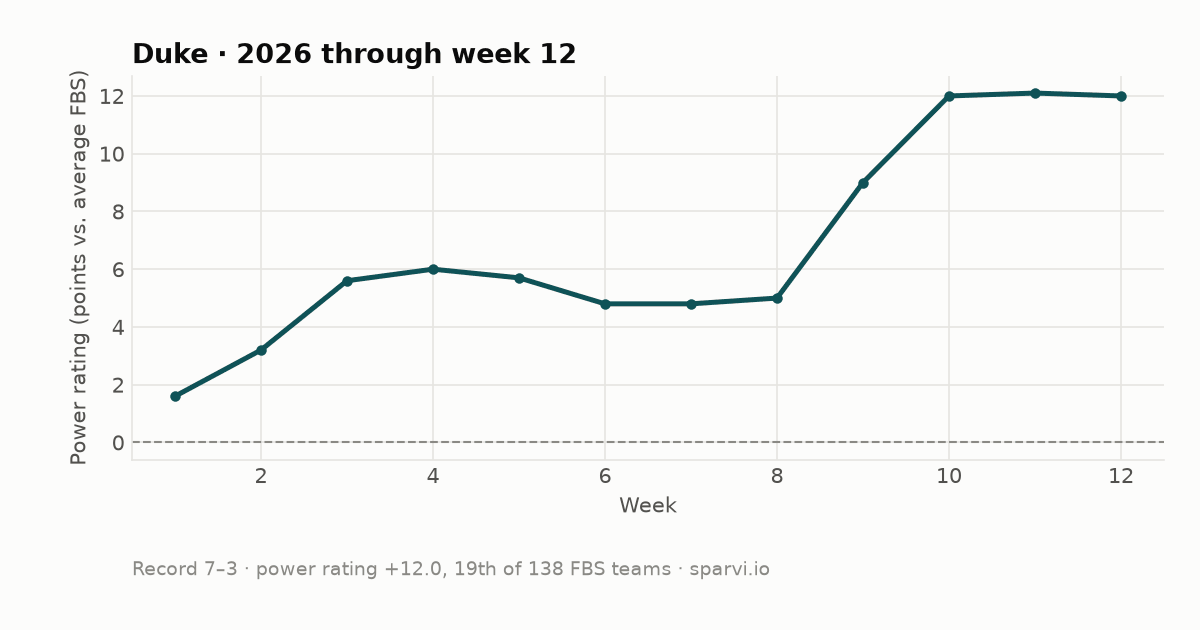 Duke · 2026 through week 12
Power rating (points vs. average FBS)
12
10
8
6
4
2
0
2 4 6 8 10 12
Week
Record 7–3 · power rating +12.0, 19th of 138 FBS teams · sparvi.io